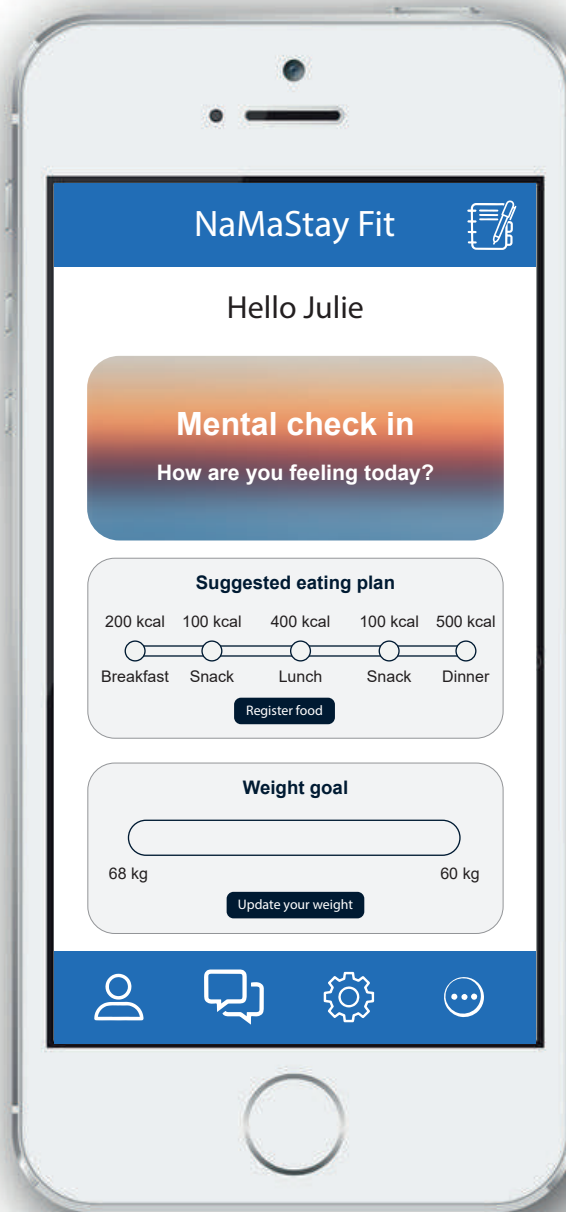 NaMaStay Fit
Hello Julie
Mental check in
How are you feeling today?
Suggested eating plan
200 kcal 100 kcal 400 kcal 100 kcal 500 kcal
Breakfast Snack Lunch Snack Dinner
Register food
Weight goal
68 kg 60 kg
Update your weight